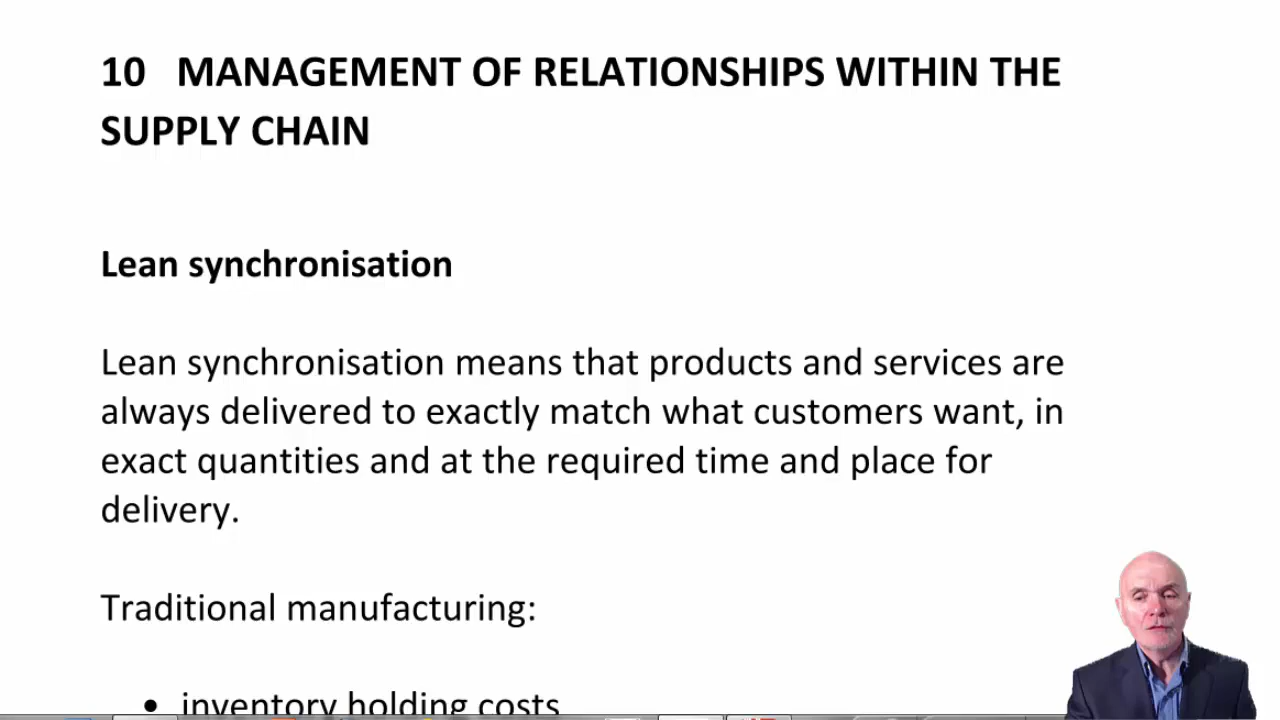 10 MANAGEMENT OF RELATIONSHIPS WITHIN THE
SUPPLY CHAIN
Lean synchronisation
Lean synchronisation means that products and services are
always delivered to exactly match what customers want, in
exact quantities and at the required time and place for
delivery.
Traditional manufacturing:
• inventory holding costs